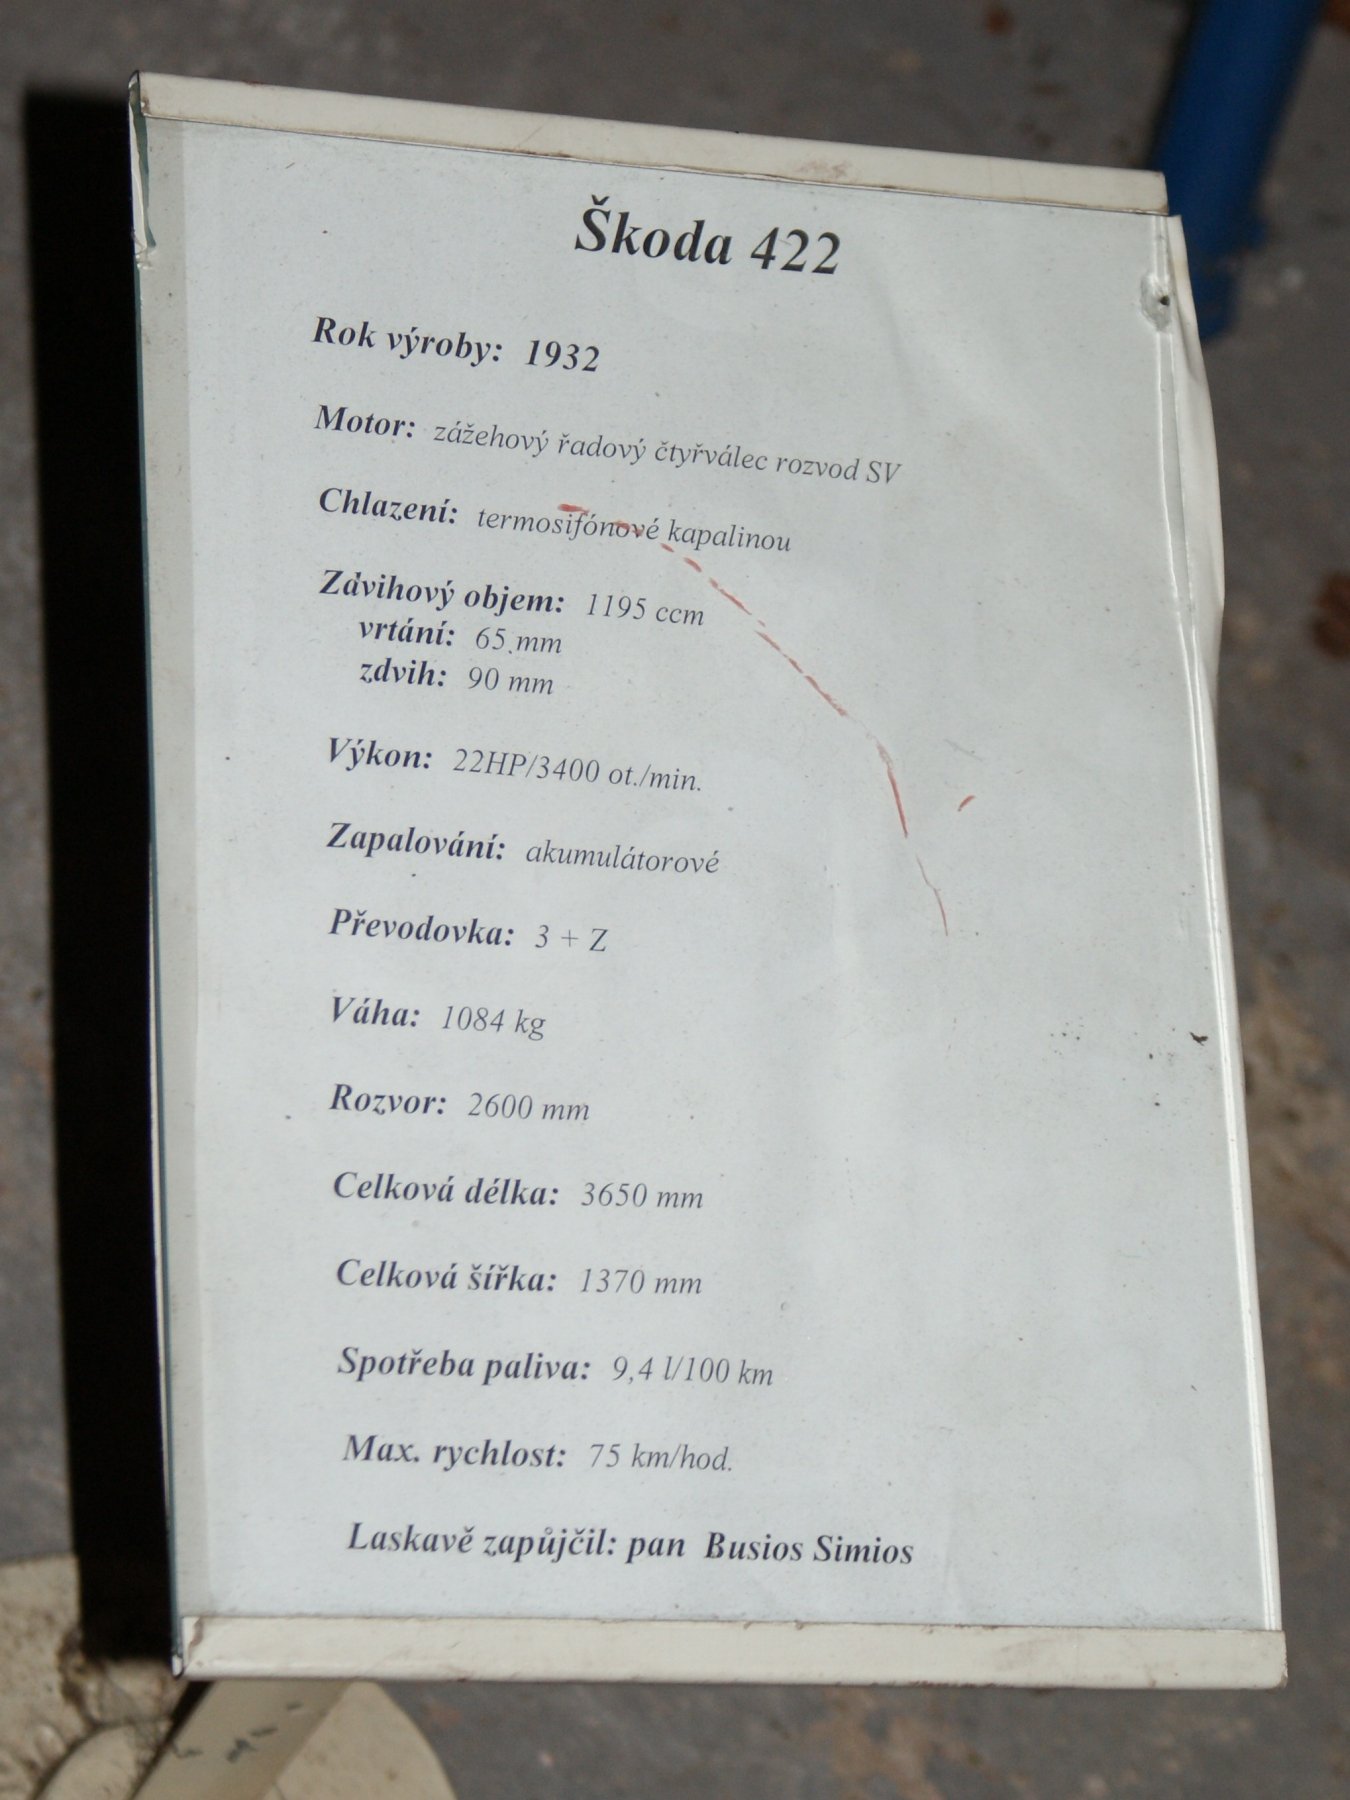 Škoda 422
Rok výroby: 1932
Motor: zážehový řadový čtyřválec rozvod SV
Chlazení: termosifónové kapalinou
Zdvihový objem: 1195 ccm
vrtání: 65 mm
zdvih: 90 mm
Výkon: 22HP/3400 ot./min.
Zapalování: akumulátorové
Převodovka: 3 + Z
Váha: 1084 kg
Rozvor: 2600 mm
Celková délka: 3650 mm
Celková šířka: 1370 mm
Spotřeba paliva: 9,4 l/100 km
Max. rychlost: 75 km/hod.
Laskavě zapůjčil: pan Busios Simios